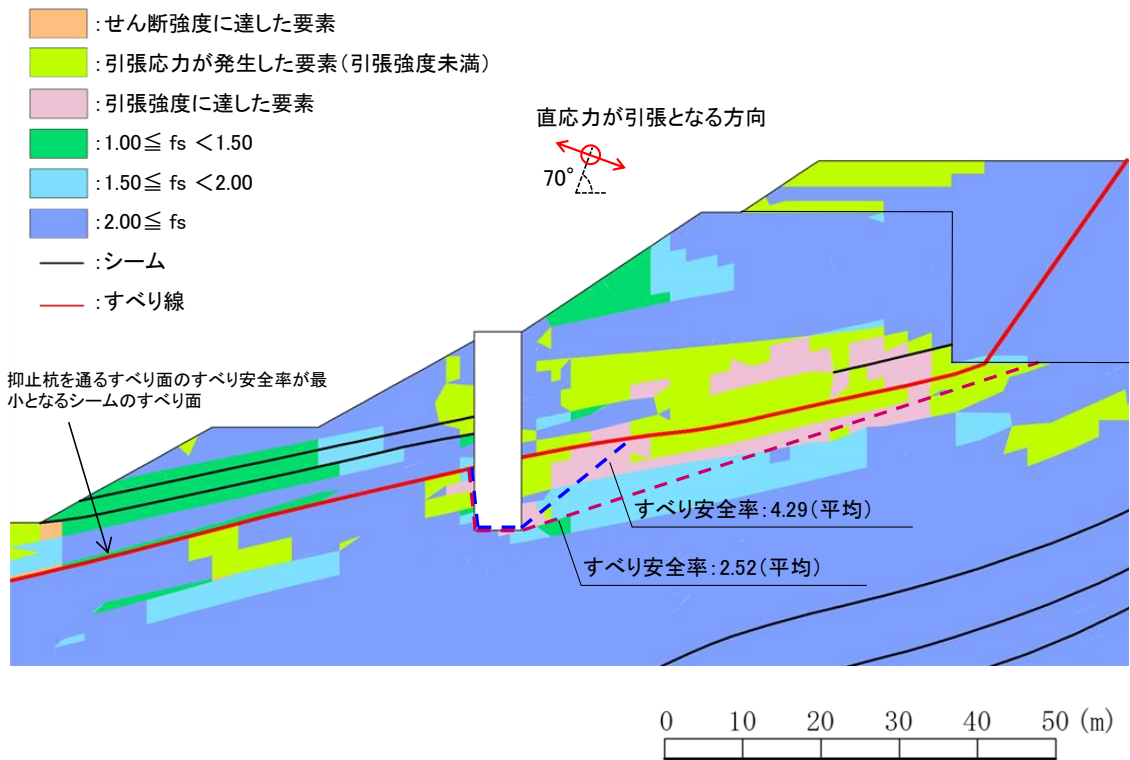 :せん断強度に達した要素
:引張応力が発生した要素(引張強度未満)
:引張強度に達した要素
:1.00≦ fs <1.50
:1.50≦ fs <2.00
:2.00≦ fs
:シーム
:すべり線
直応力が引張となる方向
70°
抑止杭を通るすべり面のすべり安全率が最
小となるシームのすべり面
すべり安全率:4.29(平均)
すべり安全率:2.52(平均)
0 10 20 30 40 50 (m)